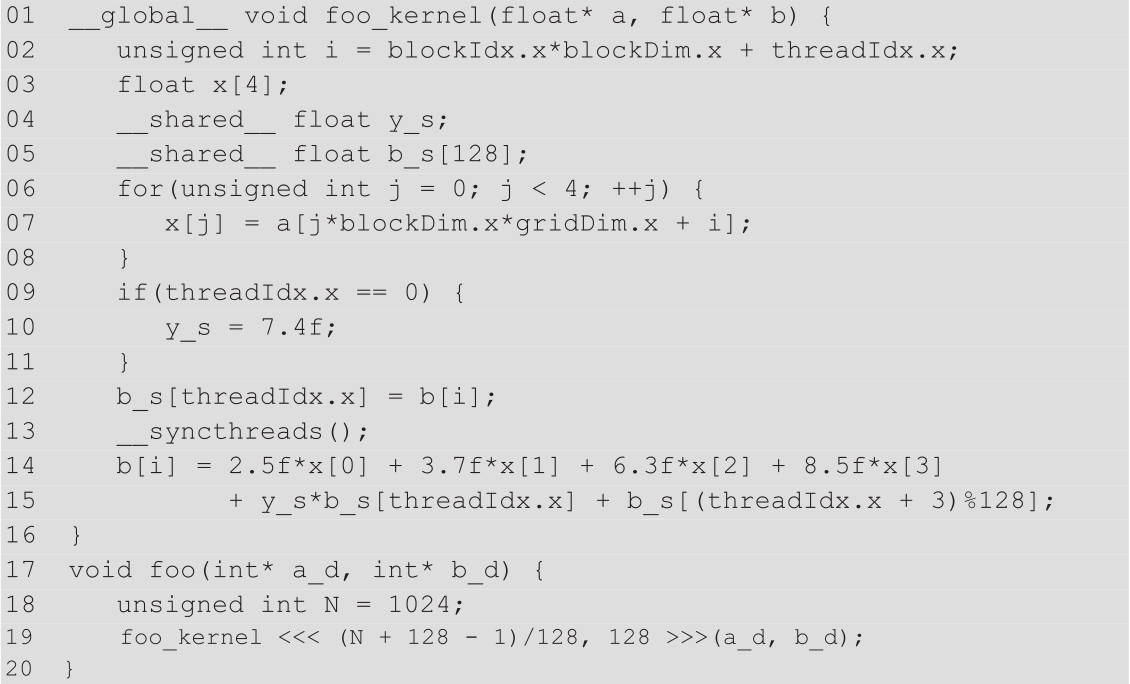 01 __global__ void foo_kernel(float* a, float* b) {
02 unsigned int i = blockIdx.x*blockDim.x + threadIdx.x;
03 float x[4];
04 __shared__ float y_s;
05 __shared__ float b_s[128];
06 for(unsigned int j = 0; j < 4; ++j) {
07 x[j] = a[j*blockDim.x*gridDim.x + i];
08 }
09 if(threadIdx.x == 0) {
10 y_s = 7.4f;
11 }
12 b_s[threadIdx.x] = b[i];
13 __syncthreads();
14 b[i] = 2.5f*x[0] + 3.7f*x[1] + 6.3f*x[2] + 8.5f*x[3]
15 + y_s*b_s[threadIdx.x] + b_s[(threadIdx.x + 3)%128];
16 }
17 void foo(int* a_d, int* b_d) {
18 unsigned int N = 1024;
19 foo_kernel <<< (N + 128 - 1)/128, 128 >>>(a_d, b_d);
20 }